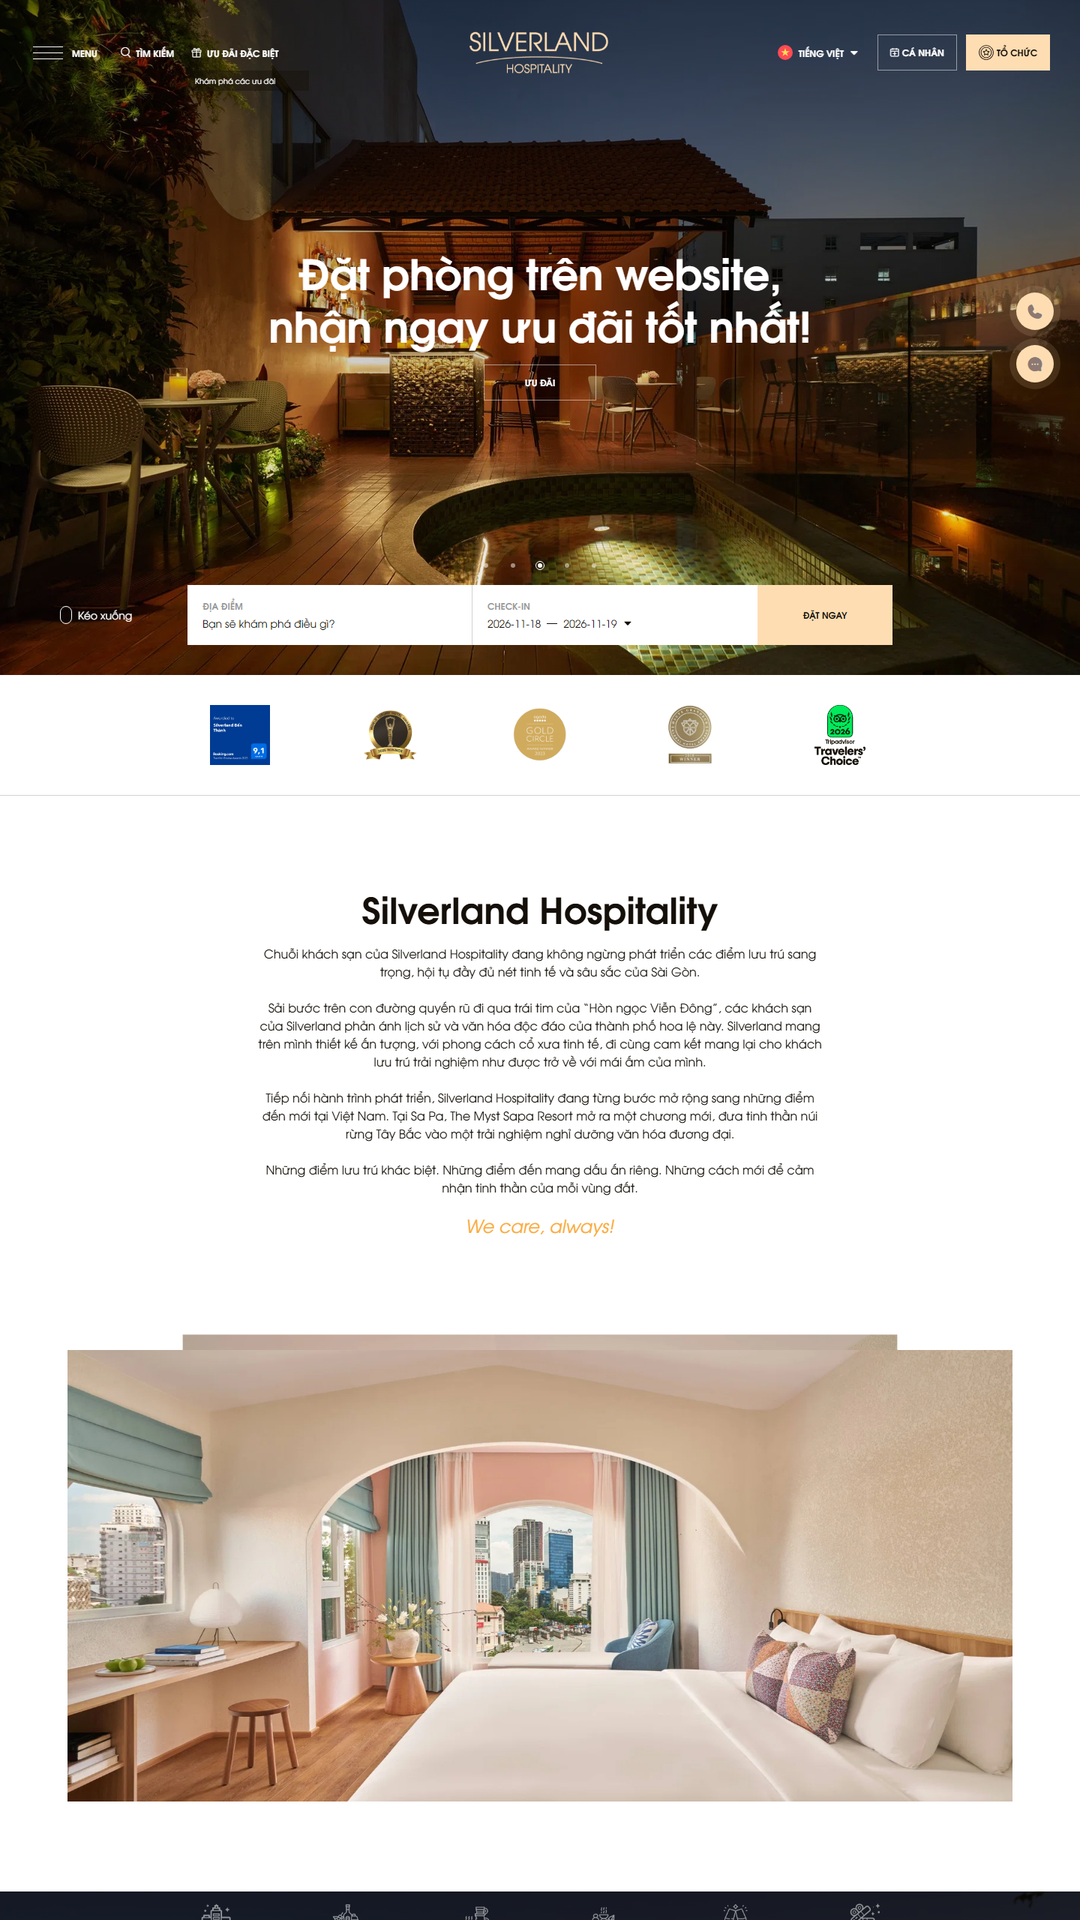 MENU
TÌM KIẾM
ƯU ĐÃI ĐẶC BIỆT
Khám phá các ưu đãi
SILVERLAND
HOSPITALITY
TIẾNG VIỆT
CÁ NHÂN
TỔ CHỨC
Đặt phòng trên website,
nhận ngay ưu đãi tốt nhất!
ƯU ĐÃI
Kéo xuống
ĐỊA ĐIỂM
Bạn sẽ khám phá điều gì?
CHECK-IN
2026-11-18 — 2026-11-19
ĐẶT NGAY
Silverland Bến
Thành
Booking.com
9,1
GOLD
CIRCLE
WINNER
2026
Tripadvisor
Travelers'
Choice
Silverland Hospitality
Chuỗi khách sạn của Silverland Hospitality đang không ngừng phát triển các điểm lưu trú sang
trọng, hội tụ đầy đủ nét tinh tế và sâu sắc của Sài Gòn.
Sải bước trên con đường quyến rũ đi qua trái tim của “Hòn ngọc Viễn Đông”, các khách sạn
của Silverland phản ánh lịch sử và văn hóa độc đáo của thành phố hoa lệ này. Silverland mang
trên mình thiết kế ấn tượng, với phong cách cổ xưa tinh tế, đi cùng cam kết mang lại cho khách
lưu trú trải nghiệm như được trở về với mái ấm của mình.
Tiếp nối hành trình phát triển, Silverland Hospitality đang từng bước mở rộng sang những điểm
đến mới tại Việt Nam. Tại Sa Pa, The Myst Sapa Resort mở ra một chương mới, đưa tinh thần núi
rừng Tây Bắc vào một trải nghiệm nghỉ dưỡng văn hóa đương đại.
Những điểm lưu trú khác biệt. Những điểm đến mang dấu ấn riêng. Những cách mới để cảm
nhận tinh thần của mỗi vùng đất.
We care, always!